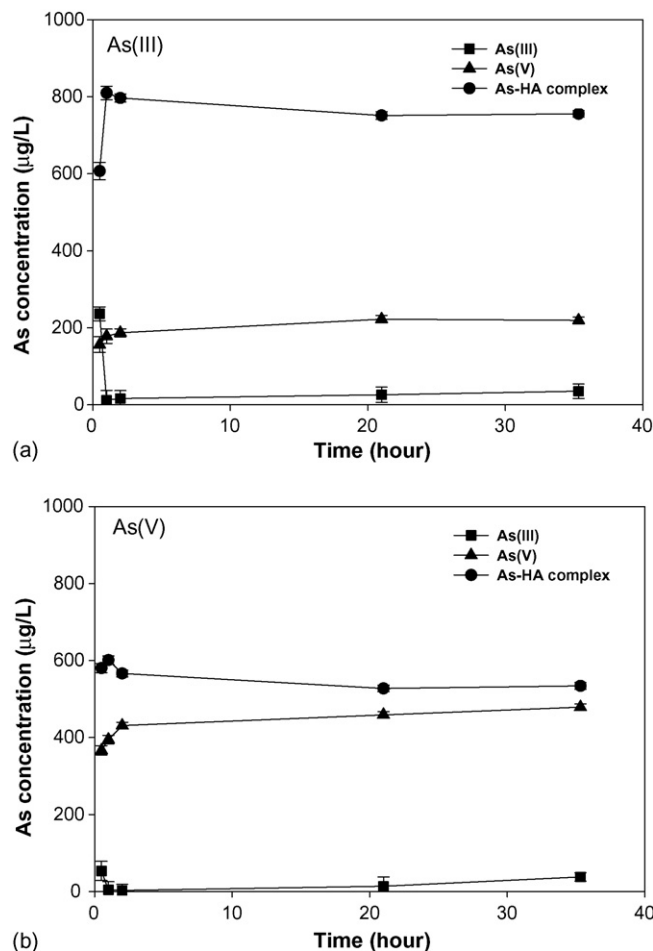 As(III)
As(III)
As(V)
As-HA complex
As concentration (µg/L)
1000
800
600
400
200
0
0 10 20 30 40
Time (hour)
(a)
As(V)
As(III)
As(V)
As-HA complex
As concentration (µg/L)
1000
800
600
400
200
0
0 10 20 30 40
Time (hour)
(b)